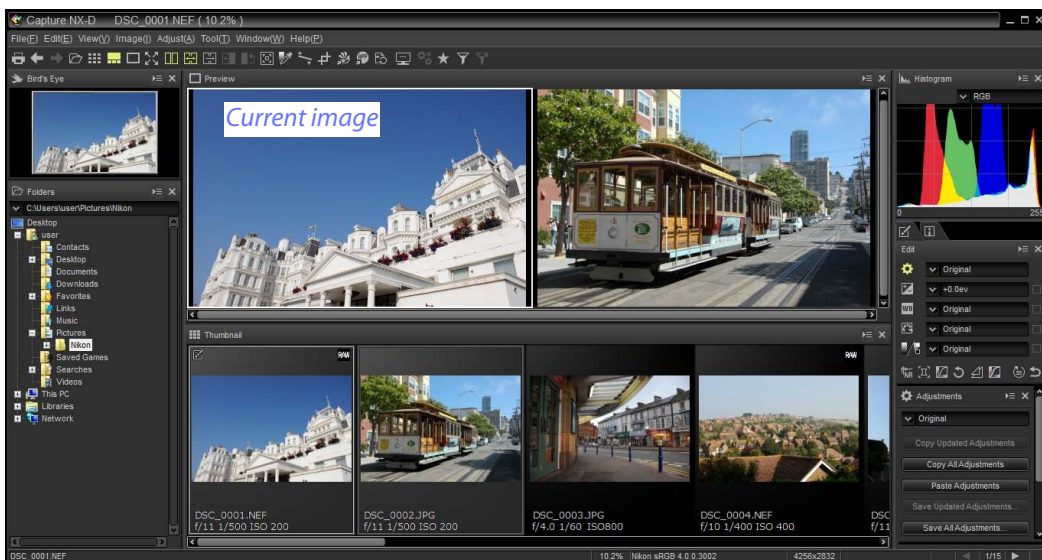 Capture NX-D DSC_0001.NEF ( 10.2% )
File(F) Edit(E) View(V) Image(I) Adjust(A) Tool(T) Window(W) Help(P)
Bird's Eye
Preview
Histogram
Current image
RGB
0 255
Folders
C:\Users\user\Pictures\Nikon
Desktop
user
Contacts
Desktop
Documents
Downloads
Favorites
Links
Music
Pictures
Nikon
Saved Games
Searches
Videos
This PC
Libraries
Network
Edit
Original
+0.0ev
WB Original
Original
Original
NR
Thumbnail
RAW
RAW
DSC_0001.NEF
f/11 1/500 ISO 200
DSC_0002.JPG
f/11 1/500 ISO 200
DSC_0003.JPG
f/4.0 1/60 ISO800
DSC_0004.NEF
f/10 1/400 ISO 400
DSC
f/11
Adjustments
Original
Copy Updated Adjustments
Copy All Adjustments
Paste Adjustments
Save Updated Adjustments...
Save All Adjustments...
DSC_0001.NEF
10.2% Nikon sRGB 4.0.0.3002 4256x2832 1/15